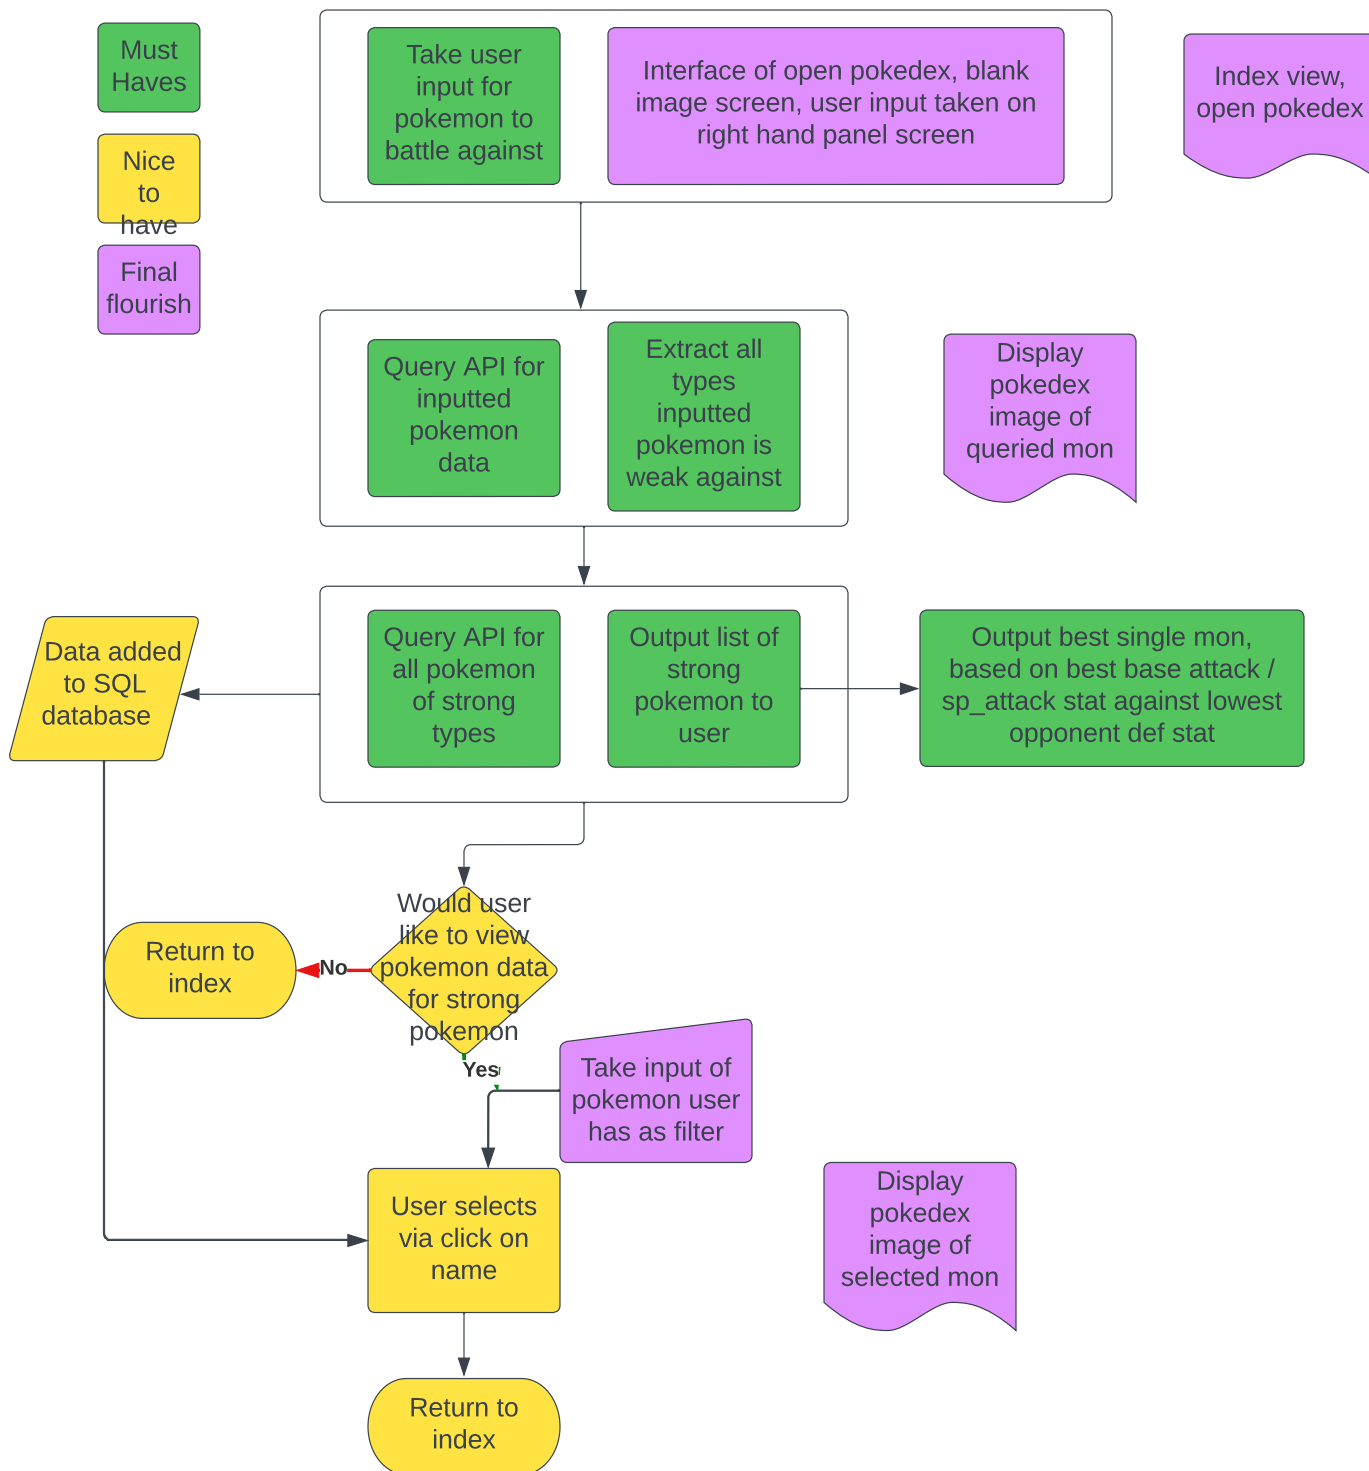 Must
Haves
Nice
to
have
Final
flourish
Take user
input for
pokemon to
battle against
Interface of open pokedex, blank
image screen, user input taken on
right hand panel screen
Index view,
open pokedex
Query API for
inputted
pokemon
data
Extract all
types
inputted
pokemon is
weak against
Display
pokedex
image of
queried mon
Data added
to SQL
database
Query API for
all pokemon
of strong
types
Output list of
strong
pokemon to
user
Output best single mon,
based on best base attack /
sp_attack stat against lowest
opponent def stat
Would user
like to view
pokemon data
for strong
pokemon
No
Return to
index
Yes
Take input of
pokemon user
has as filter
User selects
via click on
name
Display
pokedex
image of
selected mon
Return to
index